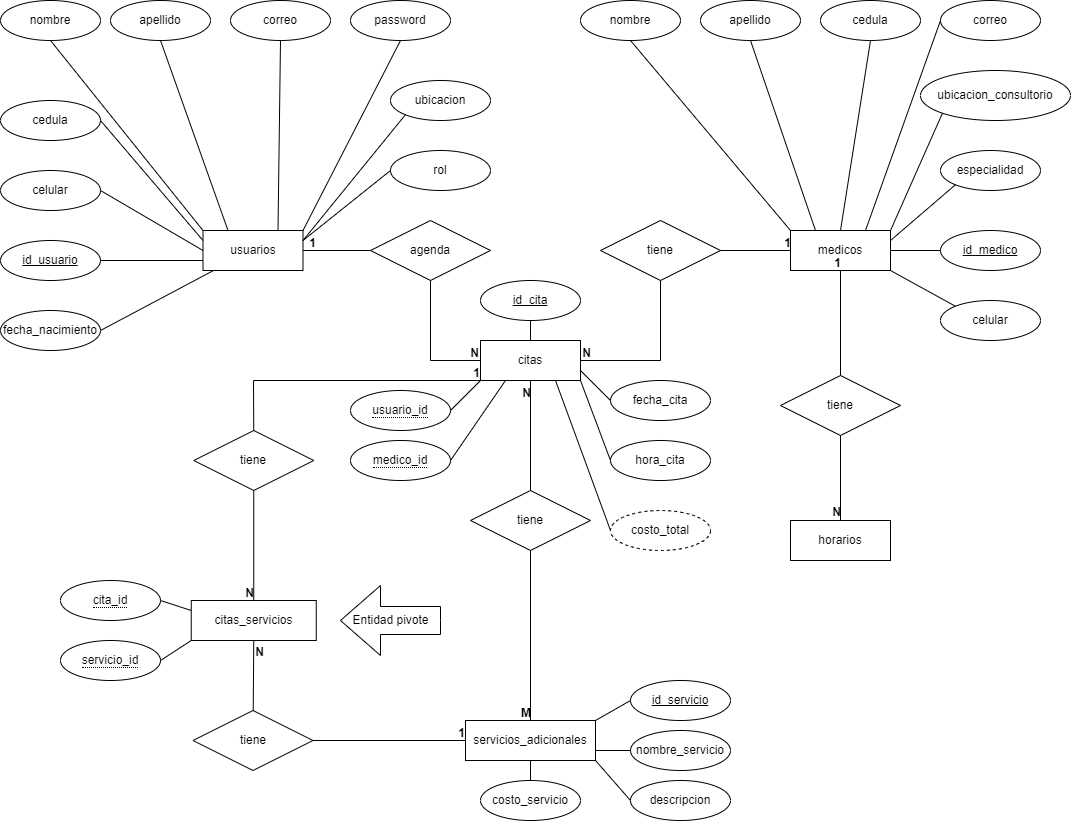 nombre
apellido
correo
password
nombre
apellido
cedula
correo
ubicacion
ubicacion_consultorio
cedula
rol
especialidad
celular
usuarios
1
agenda
tiene
1
medicos
1
id_medico
id_usuario
id_cita
celular
fecha_nacimiento
N
citas
N
1
N
usuario_id
fecha_cita
tiene
medico_id
hora_cita
tiene
tiene
costo_total
N
horarios
N
cita_id
citas_servicios
Entidad pivote
servicio_id
N
id_servicio
M
tiene
1
servicios_adicionales
nombre_servicio
costo_servicio
descripcion